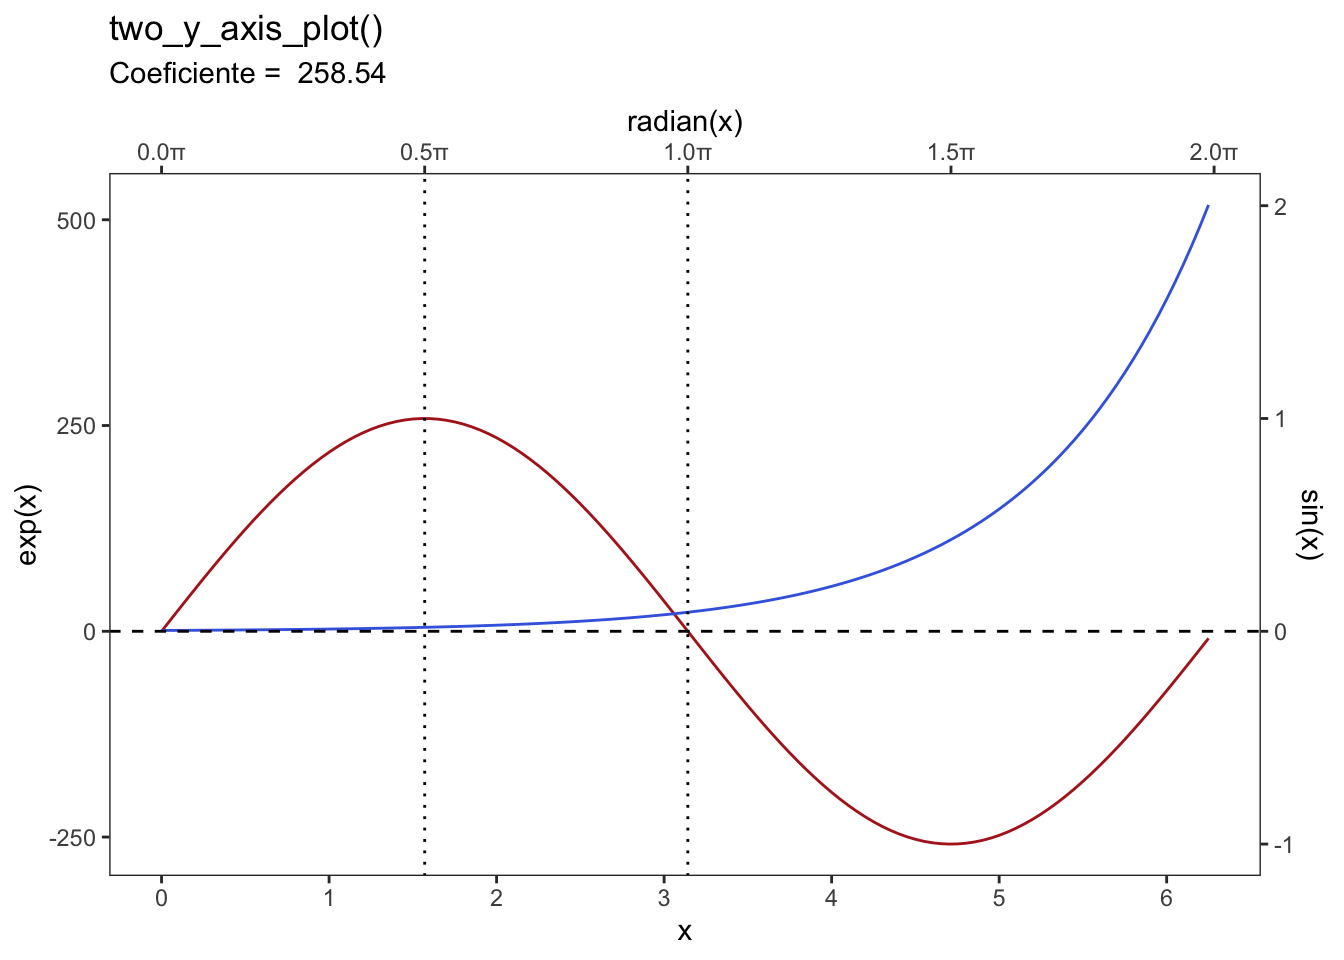 two_y_axis_plot()
Coeficiente =  258.54
radian(x)
0.0π 0.5π 1.0π 1.5π 2.0π
500
250
0
-250
exp(x)
2
1
0
-1
sin(x)
0 1 2 3 4 5 6
x